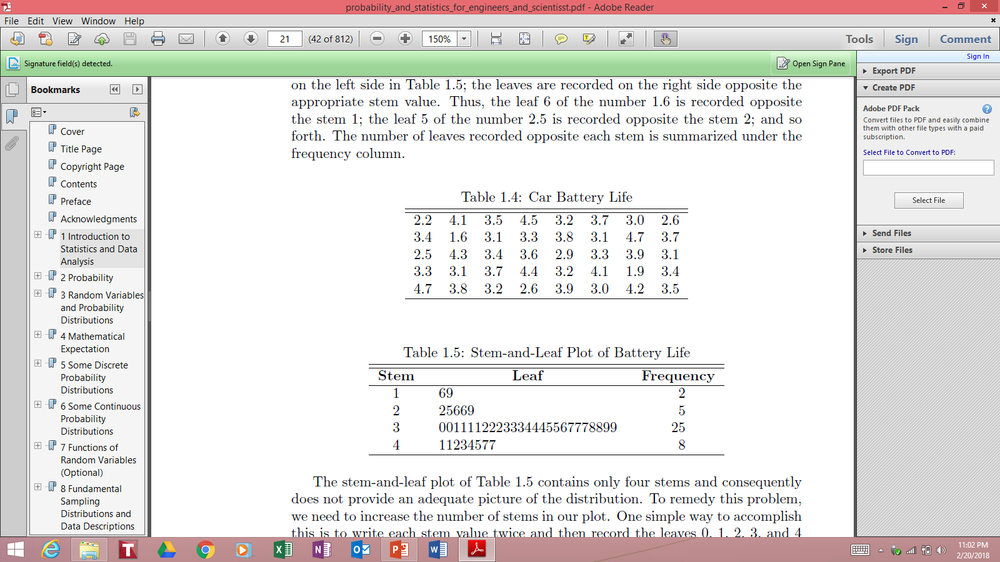 probability_and_statistics_for_engineers_and_scientisst.pdf - Adobe Reader
File Edit View Window Help
21 (42 of 812) 150% Tools Sign Comment
Signature field(s) detected. Open Sign Pane
Sign In
Bookmarks
Cover
Title Page
Copyright Page
Contents
Preface
Acknowledgments
1 Introduction to
Statistics and Data
Analysis
2 Probability
3 Random Variables
and Probability
Distributions
4 Mathematical
Expectation
5 Some Discrete
Probability
Distributions
6 Some Continuous
Probability
Distributions
7 Functions of
Random Variables
(Optional)
8 Fundamental
Sampling
Distributions and
Data Descriptions
on the left side in Table 1.5; the leaves are recorded on the right side opposite the
appropriate stem value. Thus, the leaf 6 of the number 1.6 is recorded opposite
the stem 1; the leaf 5 of the number 2.5 is recorded opposite the stem 2; and so
forth. The number of leaves recorded opposite each stem is summarized under the
frequency column.
Table 1.4: Car Battery Life
2.2 4.1 3.5 4.5 3.2 3.7 3.0 2.6
3.4 1.6 3.1 3.3 3.8 3.1 4.7 3.7
2.5 4.3 3.4 3.6 2.9 3.3 3.9 3.1
3.3 3.1 3.7 4.4 3.2 4.1 1.9 3.4
4.7 3.8 3.2 2.6 3.9 3.0 4.2 3.5
Table 1.5: Stem-and-Leaf Plot of Battery Life
Stem Leaf Frequency
1 69 2
2 25669 5
3 0011112223334445567778899 25
4 11234577 8
The stem-and-leaf plot of Table 1.5 contains only four stems and consequently
does not provide an adequate picture of the distribution. To remedy this problem,
we need to increase the number of stems in our plot. One simple way to accomplish
this is to write each stem value twice and then record the leaves 0, 1, 2, 3, and 4
Export PDF
Create PDF
Adobe PDF Pack
Convert files to PDF and easily combine
them with other file types with a paid
subscription.
Select File to Convert to PDF:
Select File
Send Files
Store Files
11:02 PM
2/20/2018